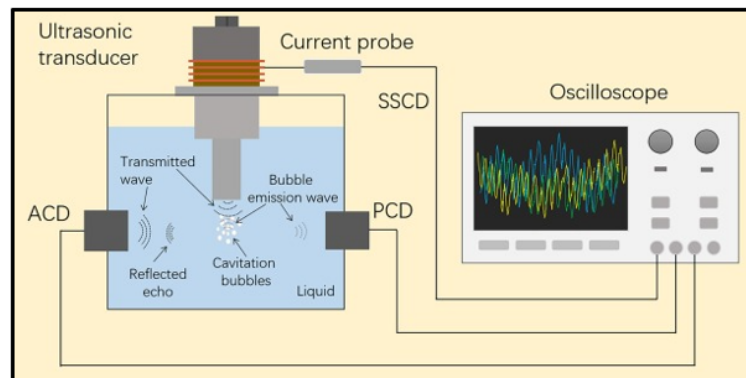 Ultrasonic
transducer
Current probe
SSCD
Oscilloscope
Transmitted
wave
Bubble
emission wave
ACD
PCD
Reflected
echo
Cavitation
bubbles
Liquid